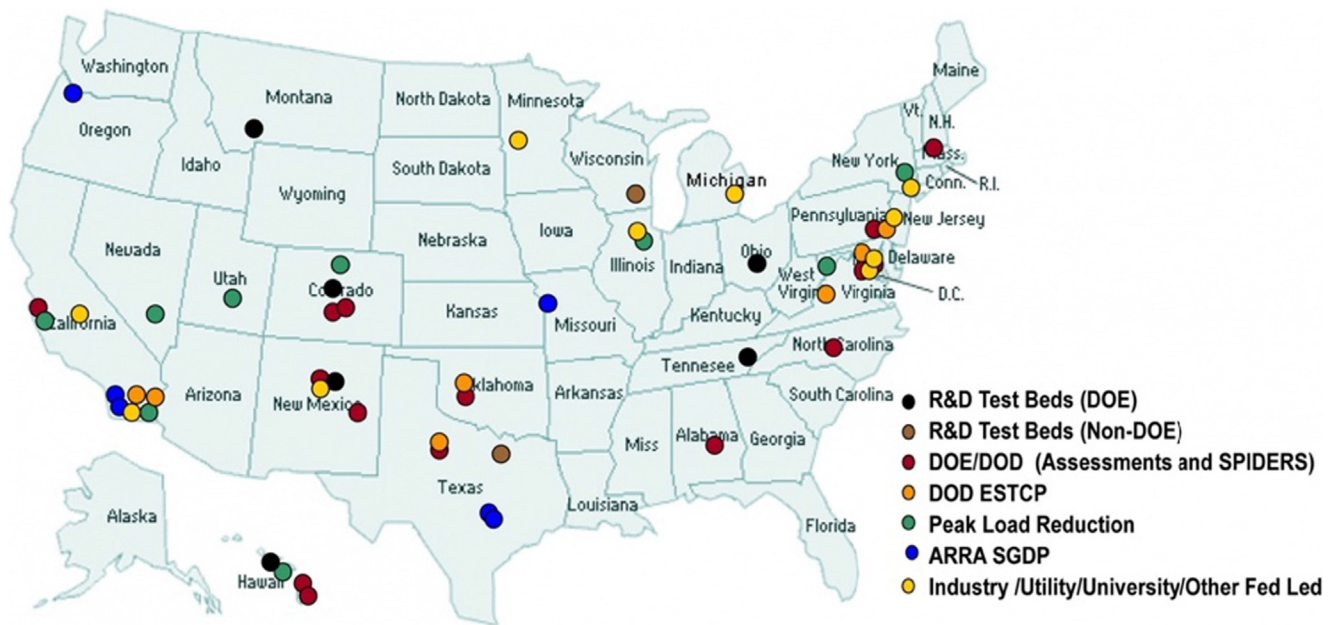 Washington
Montana
North Dakota
Minnesota
Maine
Vt.
N.H.
Oregon
Idaho
Wisconsin
New York
Mass.
South Dakota
Michigan
Conn.
R.I.
Wyoming
Pennsylvania
New Jersey
Nevada
Nebraska
Iowa
Ohio
Delaware
Utah
Colorado
Illinois
Indiana
West
Virginia
Virginia
D.C.
California
Kansas
Missouri
Kentucky
North Carolina
Tennesee
Arizona
New Mexico
Oklahoma
Arkansas
South Carolina
Miss
Alabama
Georgia
Texas
Louisiana
Florida
Alaska
Hawaii
R&D Test Beds (DOE)
R&D Test Beds (Non-DOE)
DOE/DOD (Assessments and SPIDERS)
DOD ESTCP
Peak Load Reduction
ARRA SGDP
Industry /Utility/University/Other Fed Led